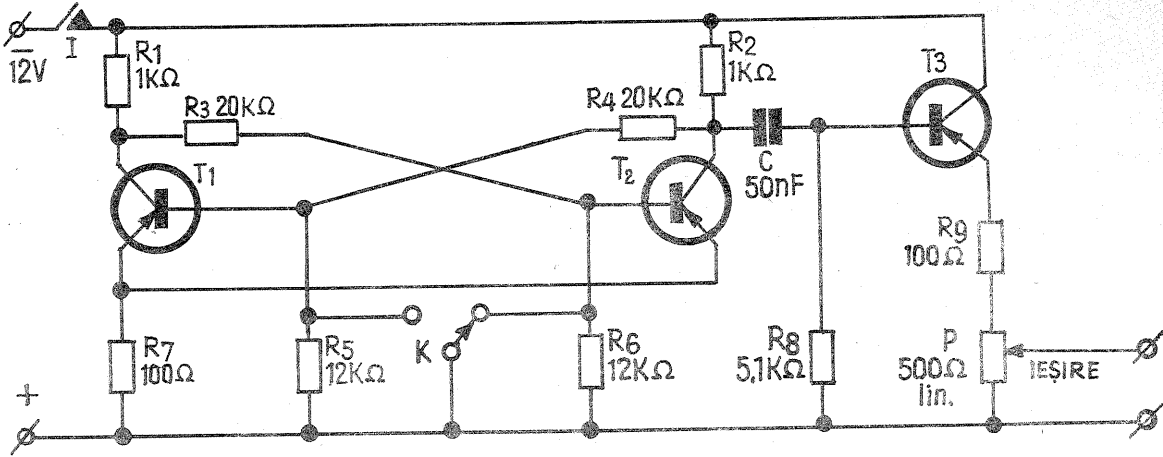 −
12V
I
R1
1KΩ
R3 20KΩ
T1
R4 20KΩ
R2
1KΩ
T2
C
50nF
T3
R9
100Ω
+
R7
100Ω
R5
12KΩ
K
R6
12KΩ
R8
5,1KΩ
P
500Ω
lin.
IEȘIRE